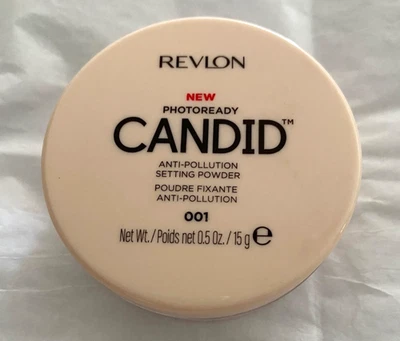 REVLON
NEW
PHOTOREADY
CANDID™
ANTI-POLLUTION
SETTING POWDER
POUDRE FIXANTE
ANTI-POLLUTION
001
Net Wt./Poids net 0.5 Oz./15 g ℮